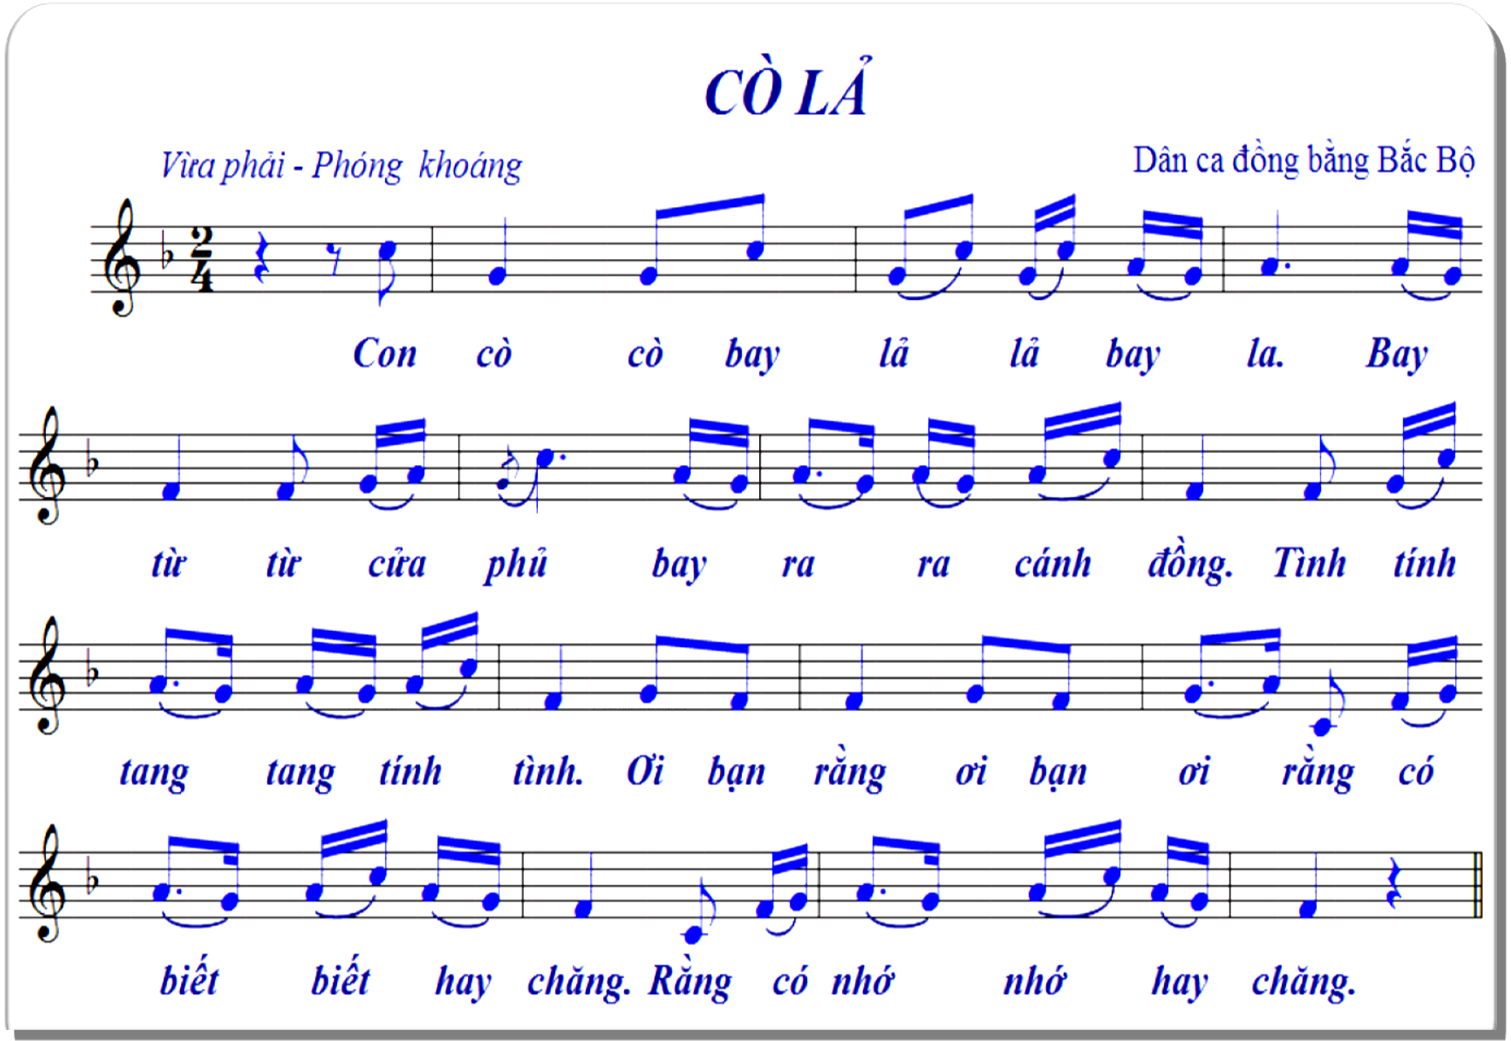 CÒ LẢ
Vừa phải - Phóng khoáng
Dân ca đồng bằng Bắc Bộ
2
4
Con cò cò bay lả lả bay la. Bay
từ từ cửa phủ bay ra ra cánh đồng. Tình tính
tang tang tính tình. Ơi bạn rằng ơi bạn ơi rằng có
biết biết hay chăng. Rằng có nhớ nhớ hay chăng.